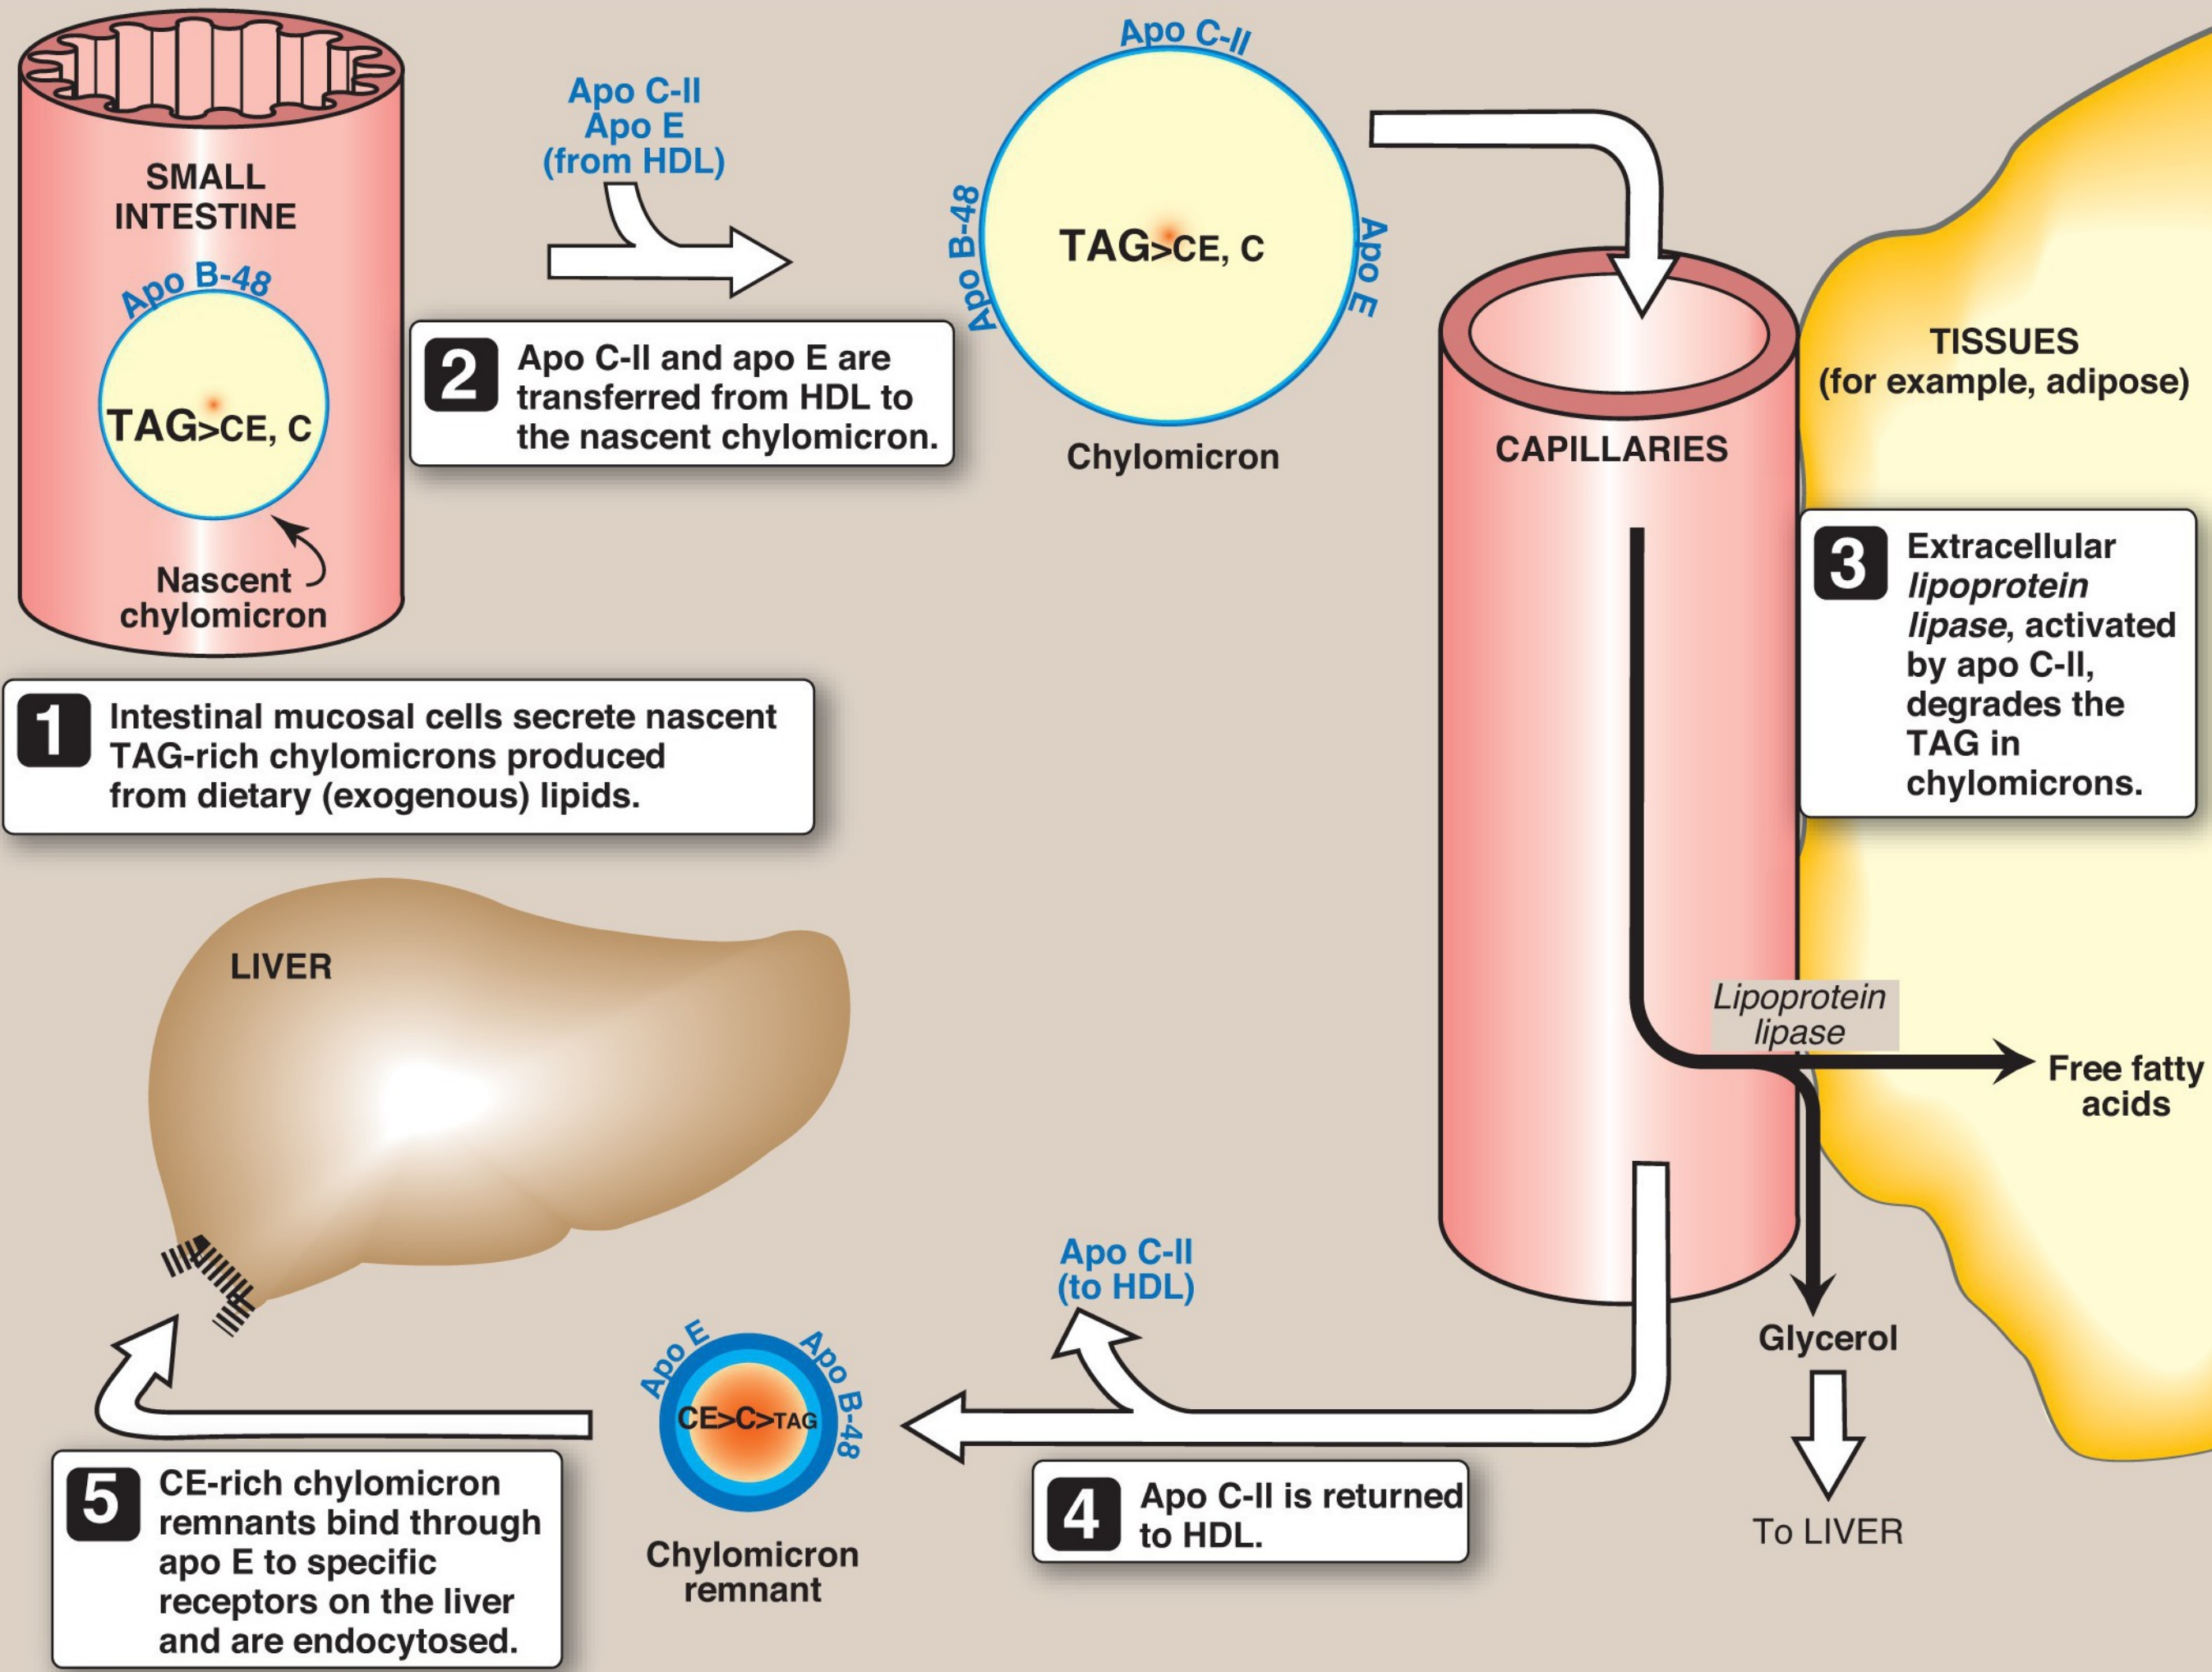 SMALL
INTESTINE
Apo B-48
TAG>CE, C
Nascent
chylomicron
1
Intestinal mucosal cells secrete nascent
TAG-rich chylomicrons produced
from dietary (exogenous) lipids.
Apo C-II
Apo E
(from HDL)
2
Apo C-II and apo E are
transferred from HDL to
the nascent chylomicron.
Apo C-II
Apo B-48
Apo E
TAG>CE, C
Chylomicron
CAPILLARIES
TISSUES
(for example, adipose)
3
Extracellular
lipoprotein
lipase, activated
by apo C-II,
degrades the
TAG in
chylomicrons.
Lipoprotein
lipase
Free fatty
acids
Glycerol
To LIVER
Apo C-II
(to HDL)
4
Apo C-II is returned
to HDL.
Apo E
Apo B-48
CE>C>TAG
Chylomicron
remnant
LIVER
5
CE-rich chylomicron
remnants bind through
apo E to specific
receptors on the liver
and are endocytosed.